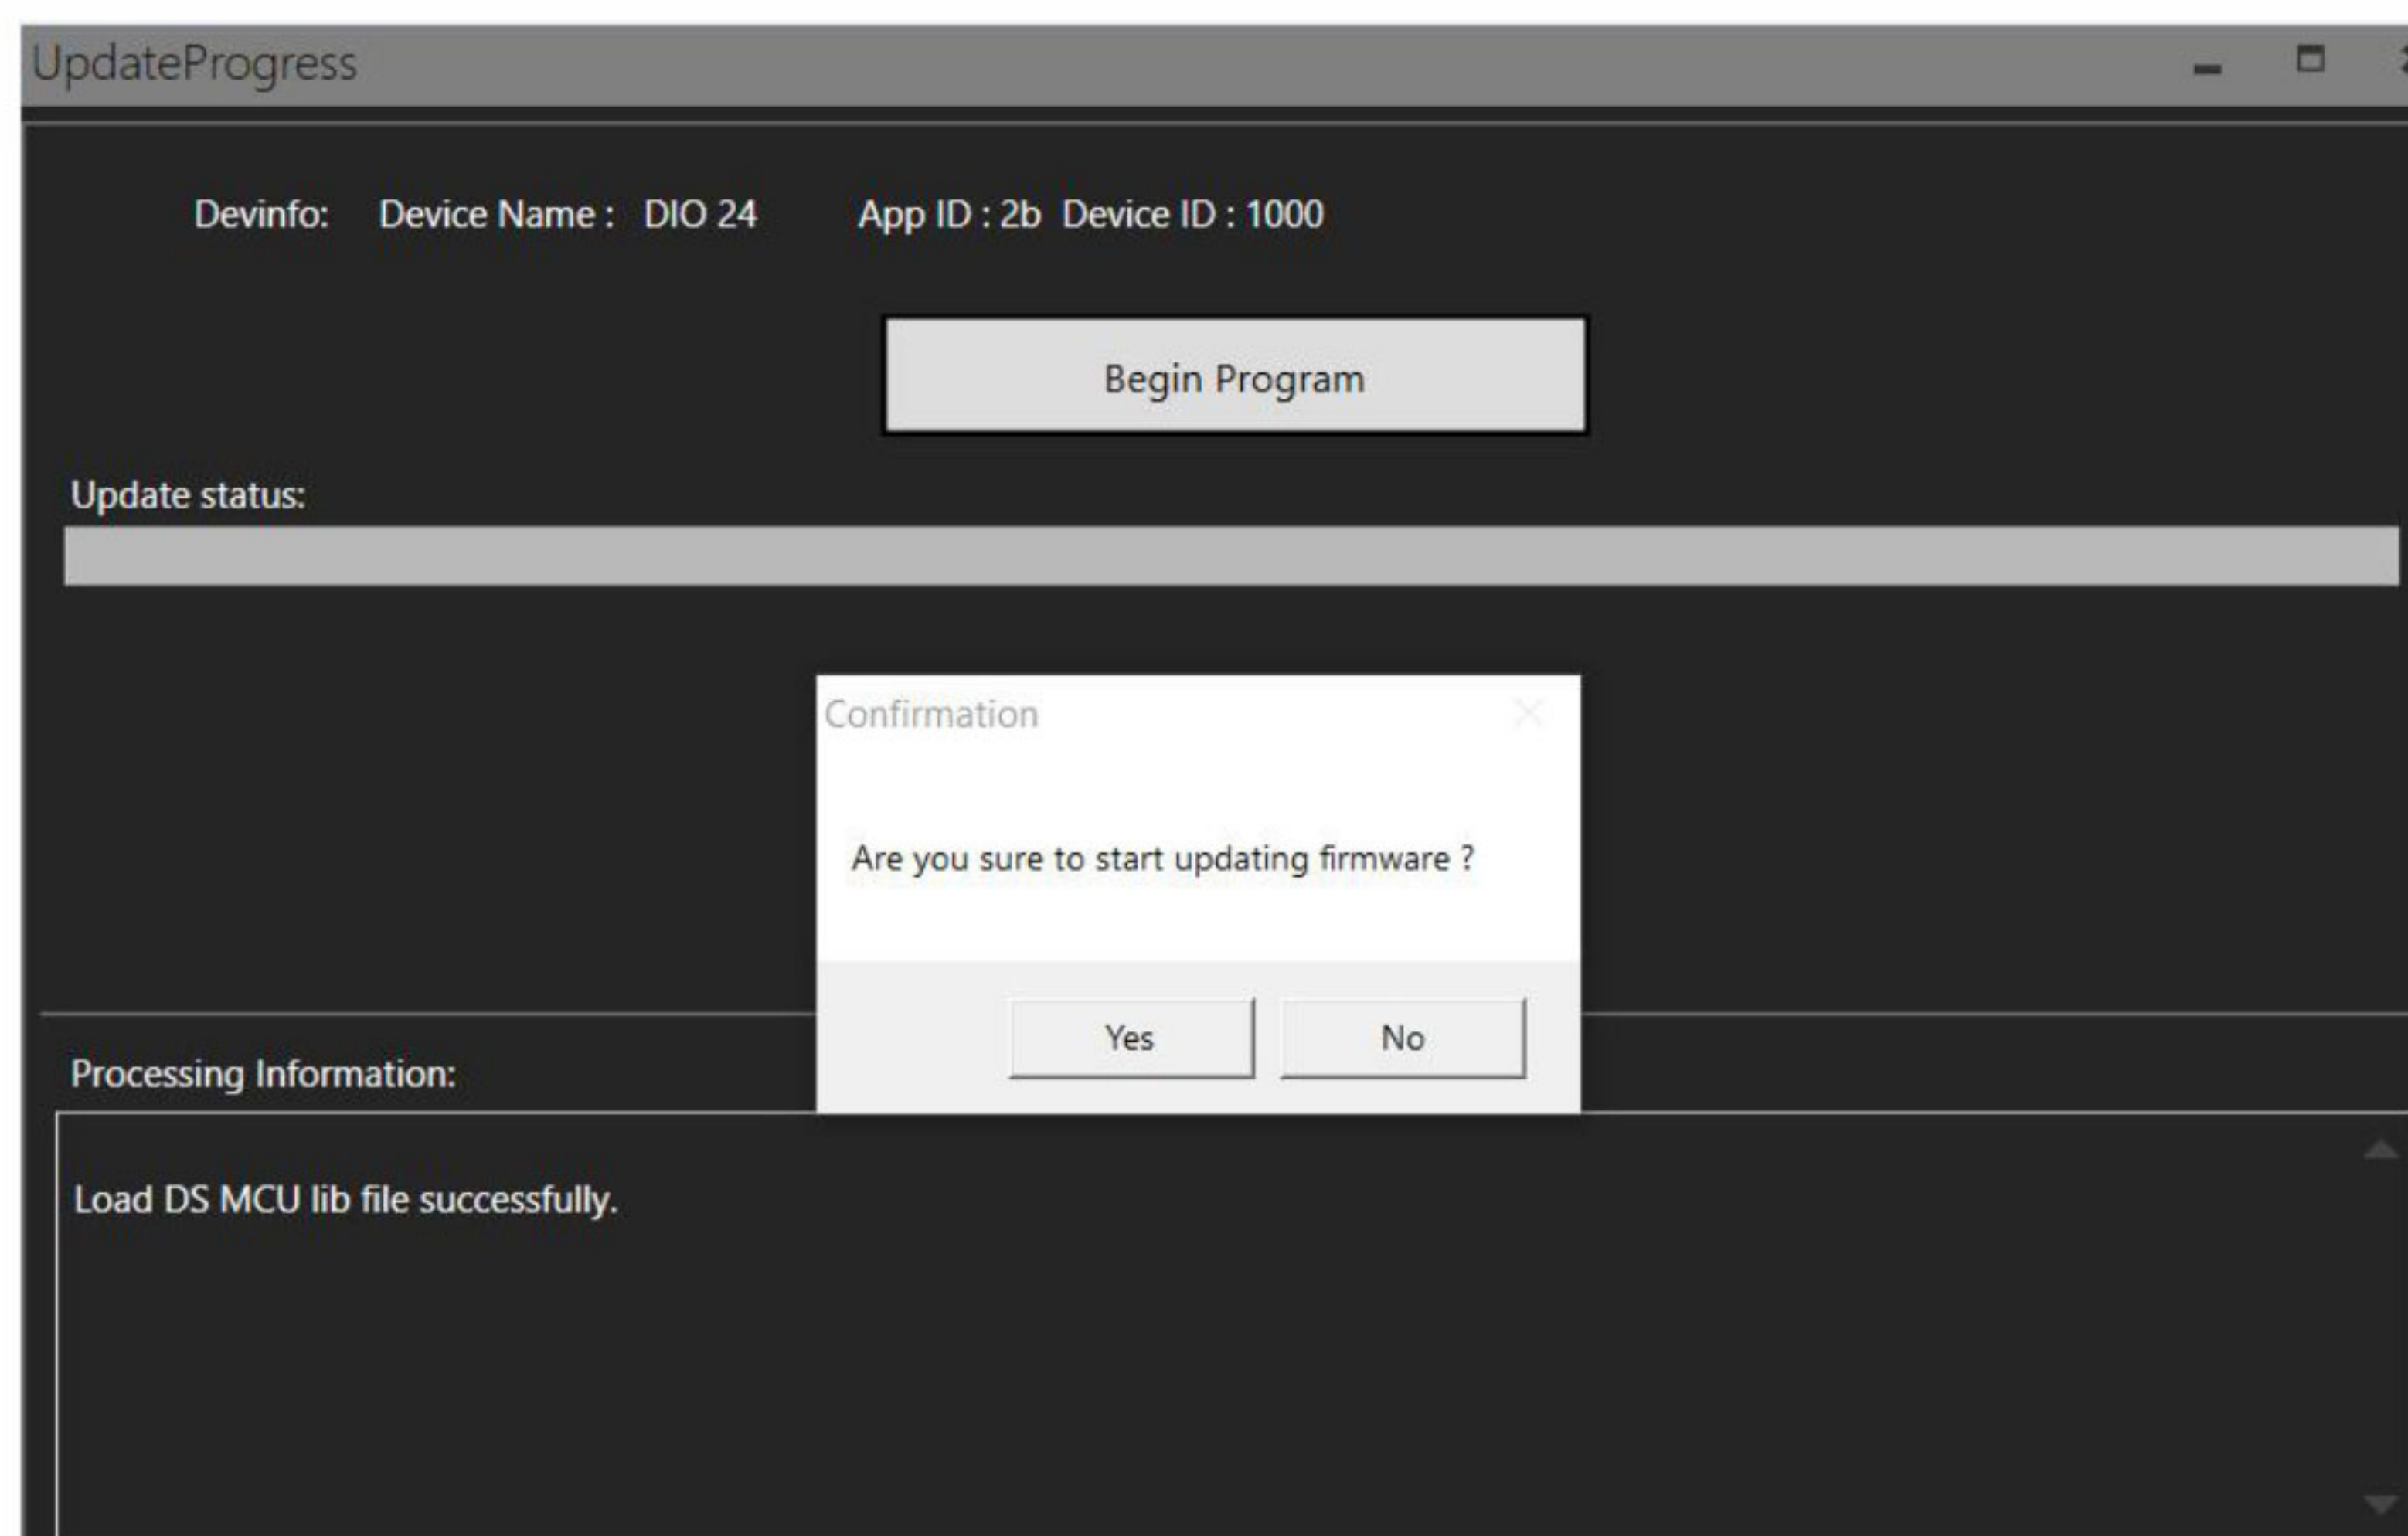 UpdateProgress
Devinfo: Device Name : DIO 24 App ID : 2b Device ID : 1000
Begin Program
Update status:
Confirmation
Are you sure to start updating firmware ?
Yes No
Processing Information:
Load DS MCU lib file successfully.